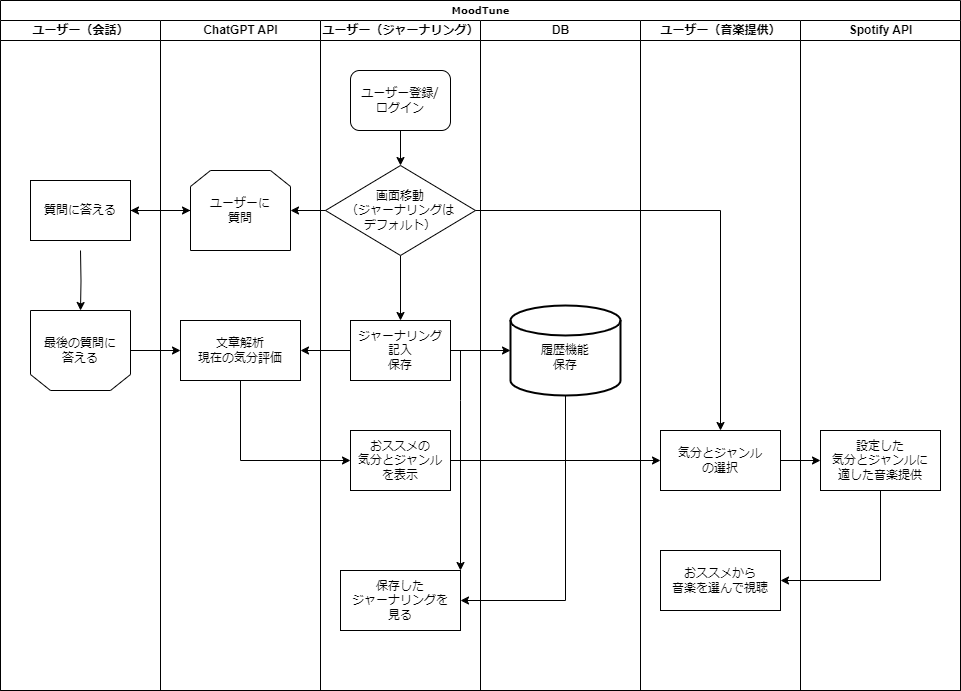 MoodTune
ユーザー（会話）
ChatGPT API
ユーザー（ジャーナリング）
DB
ユーザー（音楽提供）
Spotify API
ユーザー登録/
ログイン
画面移動
（ジャーナリングは
デフォルト）
ユーザーに
質問
質問に答える
最後の質問に
答える
文章解析
現在の気分評価
ジャーナリング
記入
保存
履歴機能
保存
おススメの
気分とジャンル
を表示
気分とジャンル
の選択
設定した
気分とジャンルに
適した音楽提供
保存した
ジャーナリングを
見る
おススメから
音楽を選んで視聴